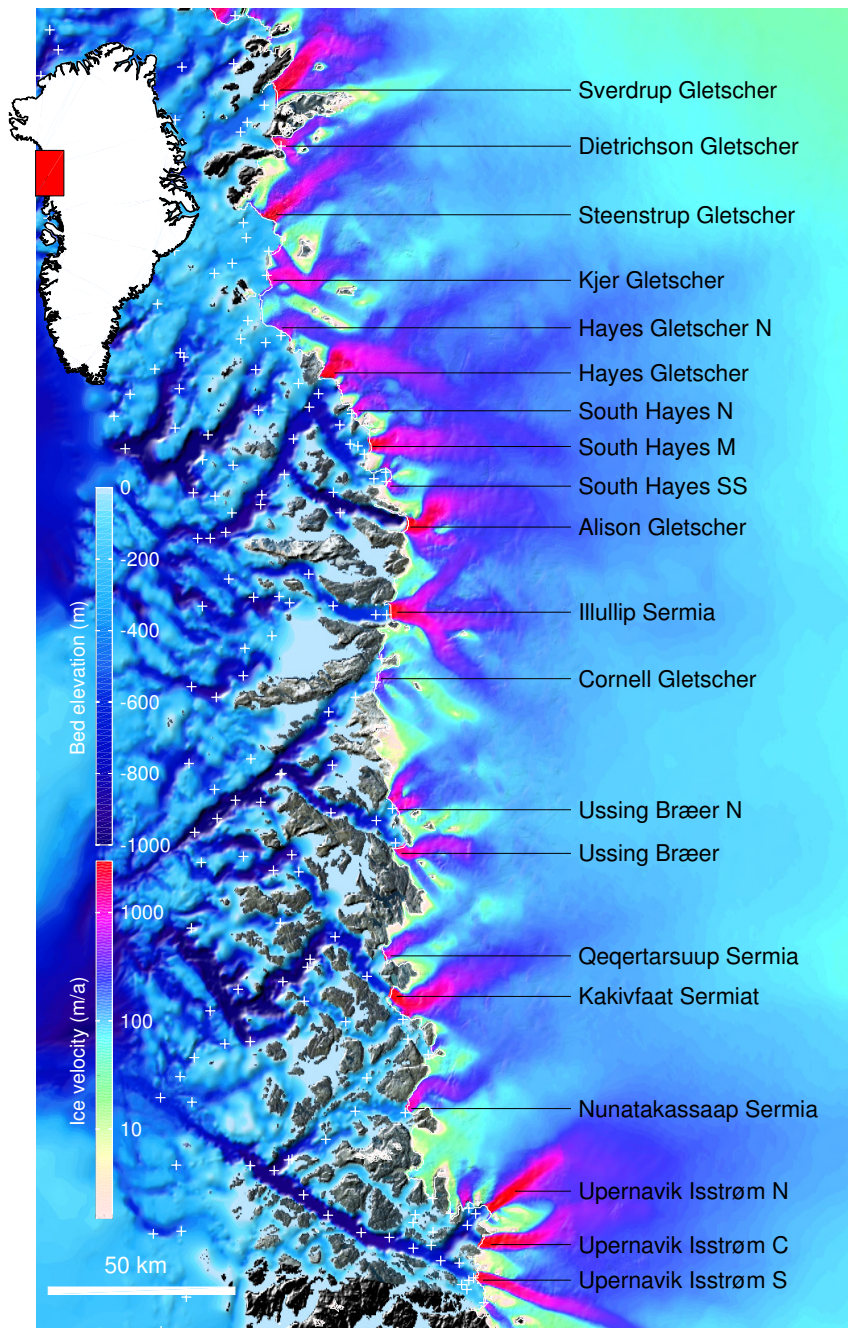 Sverdrup Gletscher
Dietrichson Gletscher
Steenstrup Gletscher
Kjer Gletscher
Hayes Gletscher N
Hayes Gletscher
South Hayes N
South Hayes M
South Hayes SS
Alison Gletscher
Illullip Sermia
Cornell Gletscher
Ussing Bræer N
Ussing Bræer
Qeqertarsuup Sermia
Kakivfaat Sermiat
Nunatakassaap Sermia
Upernavik Isstrøm N
Upernavik Isstrøm C
Upernavik Isstrøm S
Bed elevation (m)
0
-200
-400
-600
-800
-1000
Ice velocity (m/a)
1000
100
10
50 km